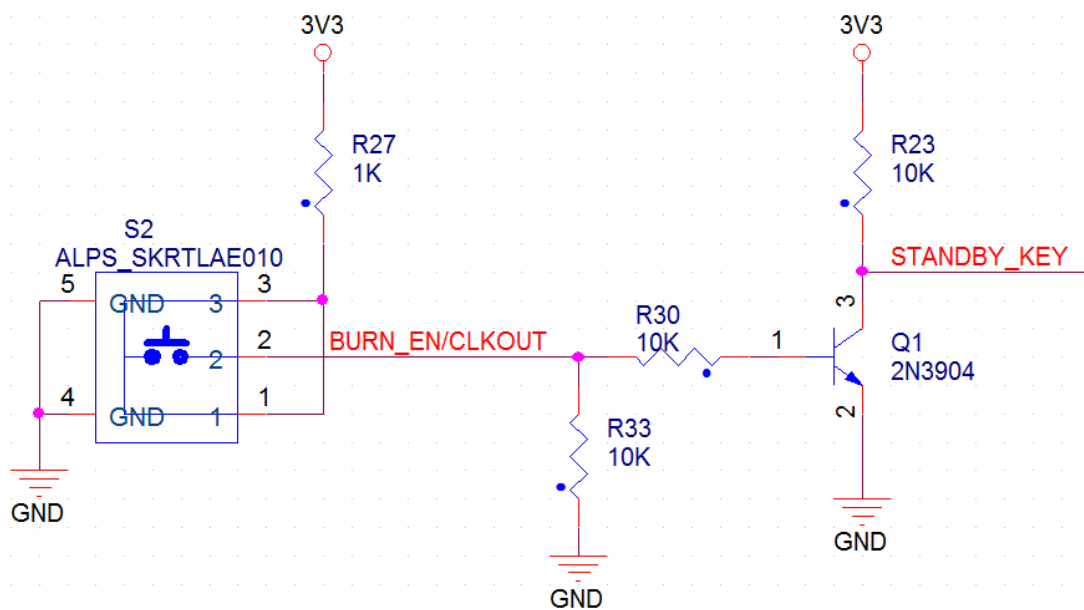 3V3
3V3
R27
1K
R23
10K
S2
ALPS_SKRTLAE010
STANDBY_KEY
5
GND
3
3
3
R30
10K
2
2
BURN_EN/CLKOUT
1
Q1
2N3904
4
GND
1
1
2
R33
10K
GND
GND
GND